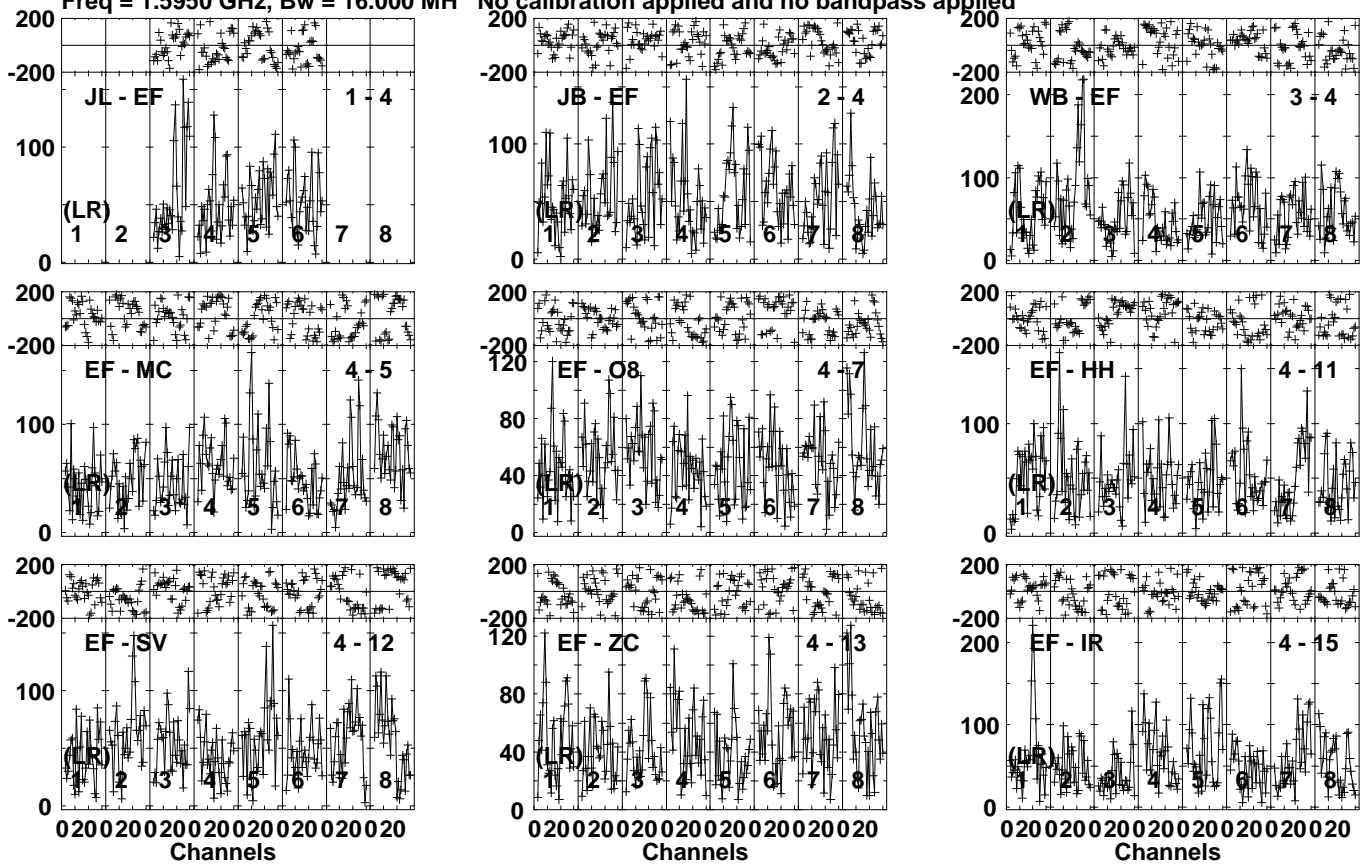 Freq = 1.5950 GHz, Bw = 16.000 MH No calibration applied and no bandpass applied
200
-200
JL - EF 1 - 4
100
(LR)
1 2 3 4 5 6 7 8
0
200
-200
JB - EF 2 - 4
100
(LR)
1 2 3 4 5 6 7 8
0
200
-200
200
WB - EF 3 - 4
100
(LR)
1 2 3 4 5 6 7 8
0
200
-200
EF - MC 4 - 5
100
(LR)
1 2 3 4 5 6 7 8
0
200
-200
120
EF - O8 4 - 7
80
40
(LR)
1 2 3 4 5 6 7 8
0
200
-200
EF - HH 4 - 11
100
(LR)
1 2 3 4 5 6 7 8
0
200
-200
EF - SV 4 - 12
100
(LR)
1 2 3 4 5 6 7 8
0
0 20 0 20 0 20 0 20 0 20 0 20 0 20 0 20
Channels
200
-200
120
EF - ZC 4 - 13
80
40
(LR)
1 2 3 4 5 6 7 8
0
0 20 0 20 0 20 0 20 0 20 0 20 0 20 0 20
Channels
200
-200
200
EF - IR 4 - 15
100
(LR)
1 2 3 4 5 6 7 8
0
0 20 0 20 0 20 0 20 0 20 0 20 0 20 0 20
Channels